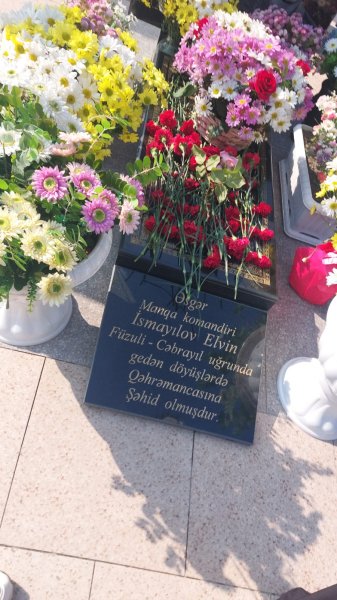 Əsgər
Manqa komandiri
İsmayılov Elvin
Füzuli - Cəbrayıl uğrunda
gedən döyüşlərdə
Qəhrəmancasına
Şəhid olmuşdur.